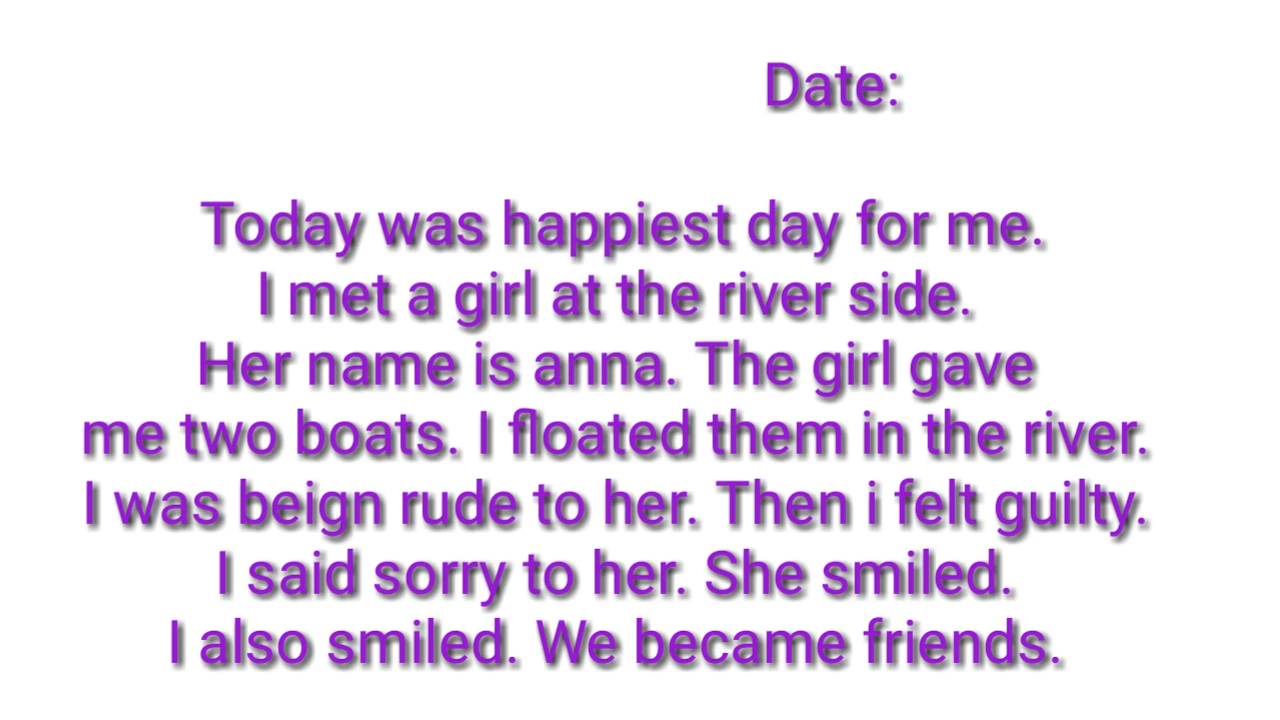 Date:
Today was happiest day for me.
I met a girl at the river side.
Her name is anna. The girl gave
me two boats. I floated them in the river.
I was beign rude to her. Then i felt guilty.
I said sorry to her. She smiled.
I also smiled. We became friends.